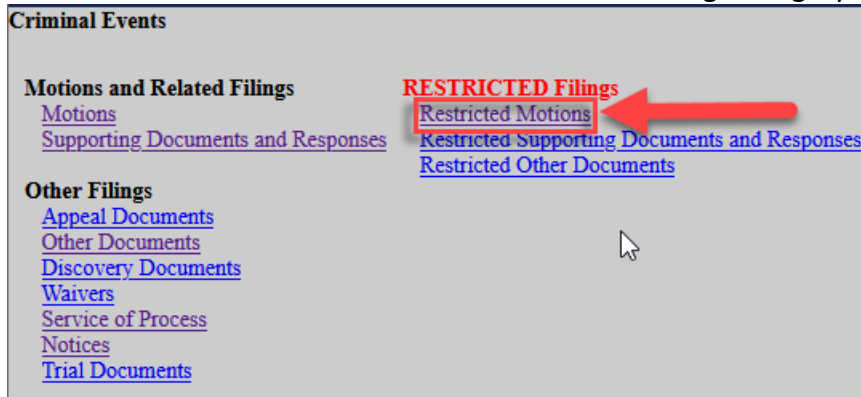 Criminal Events
Motions and Related Filings
Motions
Supporting Documents and Responses
Other Filings
Appeal Documents
Other Documents
Discovery Documents
Waivers
Service of Process
Notices
Trial Documents
RESTRICTED Filings
Restricted Motions
Restricted Supporting Documents and Responses
Restricted Other Documents